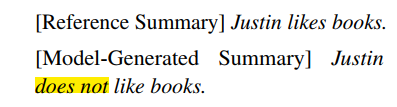 [Reference Summary] Justin likes books.
[Model-Generated Summary] Justin
does not like books.